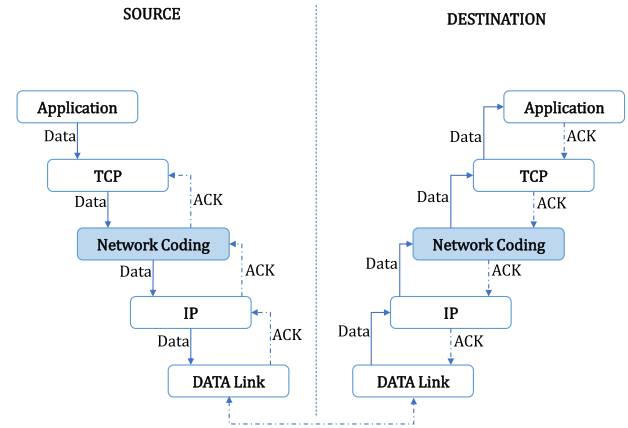 SOURCE
DESTINATION
Application
Data
TCP
Data
ACK
Network Coding
Data
ACK
IP
Data
ACK
DATA Link
Application
Data
ACK
TCP
Data
ACK
Network Coding
Data
ACK
IP
Data
ACK
DATA Link